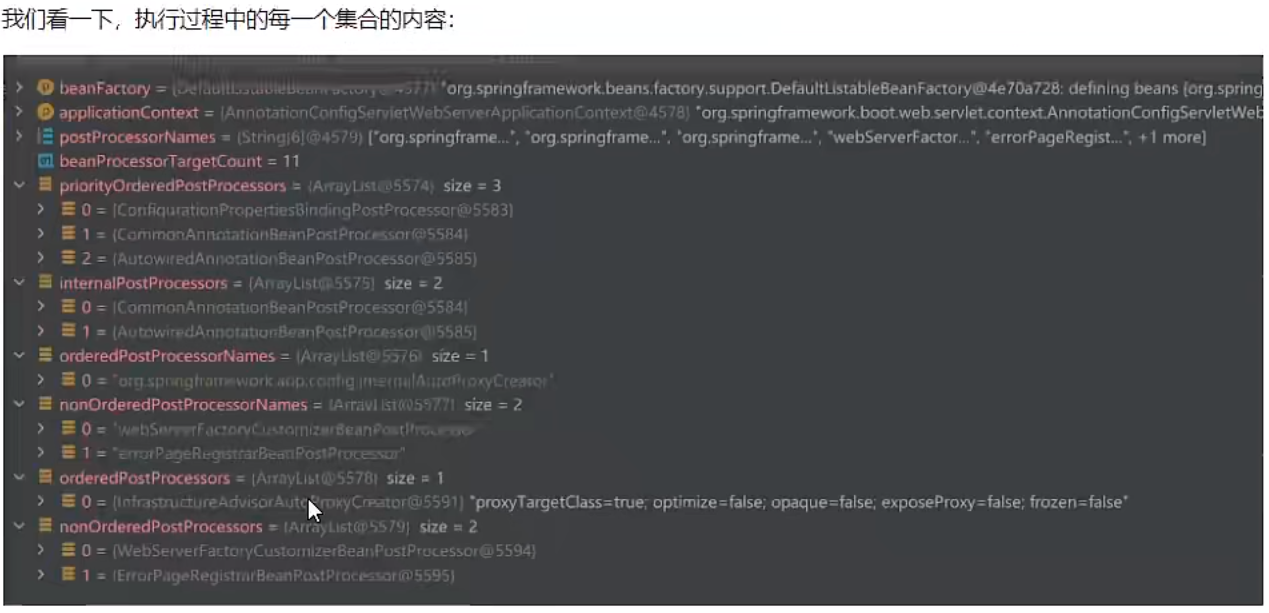 我们看一下，执行过程中的每一个集合的内容：
beanFactory = {DefaultListableBeanFactory@4577} "org.springframework.beans.factory.support.DefaultListableBeanFactory@4e70a728: defining beans [org.spring
applicationContext = {AnnotationConfigServletWebServerApplicationContext@4578} "org.springframework.boot.web.servlet.context.AnnotationConfigServletWeb
postProcessorNames = {String[6]@4579} ["org.springframe...", "org.springframe...", "org.springframe...", "webServerFactor...", "errorPageRegist...", +1 more]
beanProcessorTargetCount = 11
priorityOrderedPostProcessors = {ArrayList@5574} size = 3
0 = {ConfigurationPropertiesBindingPostProcessor@5583}
1 = {CommonAnnotationBeanPostProcessor@5584}
2 = {AutowiredAnnotationBeanPostProcessor@5585}
internalPostProcessors = {ArrayList@5575} size = 2
0 = {CommonAnnotationBeanPostProcessor@5584}
1 = {AutowiredAnnotationBeanPostProcessor@5585}
orderedPostProcessorNames = {ArrayList@5576} size = 1
0 = "org.springframework.aop.config.internalAutoProxyCreator"
nonOrderedPostProcessorNames = {ArrayList@5577} size = 2
0 = "webServerFactoryCustomizerBeanPostProcessor"
1 = "errorPageRegistrarBeanPostProcessor"
orderedPostProcessors = {ArrayList@5578} size = 1
0 = {InfrastructureAdvisorAutoProxyCreator@5591} "proxyTargetClass=true; optimize=false; opaque=false; exposeProxy=false; frozen=false"
nonOrderedPostProcessors = {ArrayList@5579} size = 2
0 = {WebServerFactoryCustomizerBeanPostProcessor@5594}
1 = {ErrorPageRegistrarBeanPostProcessor@5595}